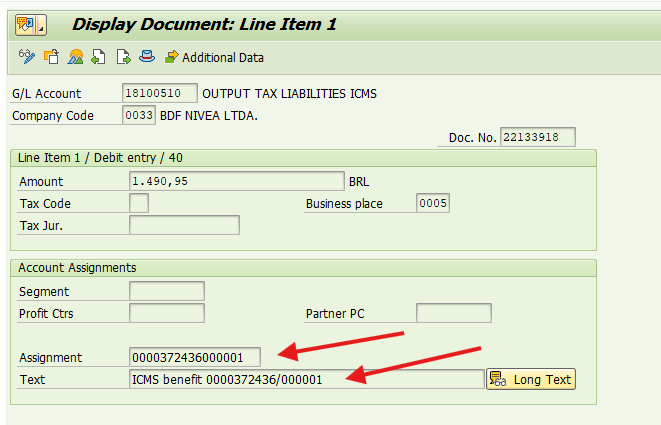 Display Document: Line Item 1
Additional Data
G/L Account 18100510 OUTPUT TAX LIABILITIES ICMS
Company Code 0033 BDF NIVEA LTDA.
Doc. No. 22133918
Line Item 1 / Debit entry / 40
Amount 1.490,95 BRL
Tax Code Business place 0005
Tax Jur.
Account Assignments
Segment
Profit Ctrs Partner PC
Assignment 0000372436000001
Text ICMS benefit 0000372436/000001 Long Text